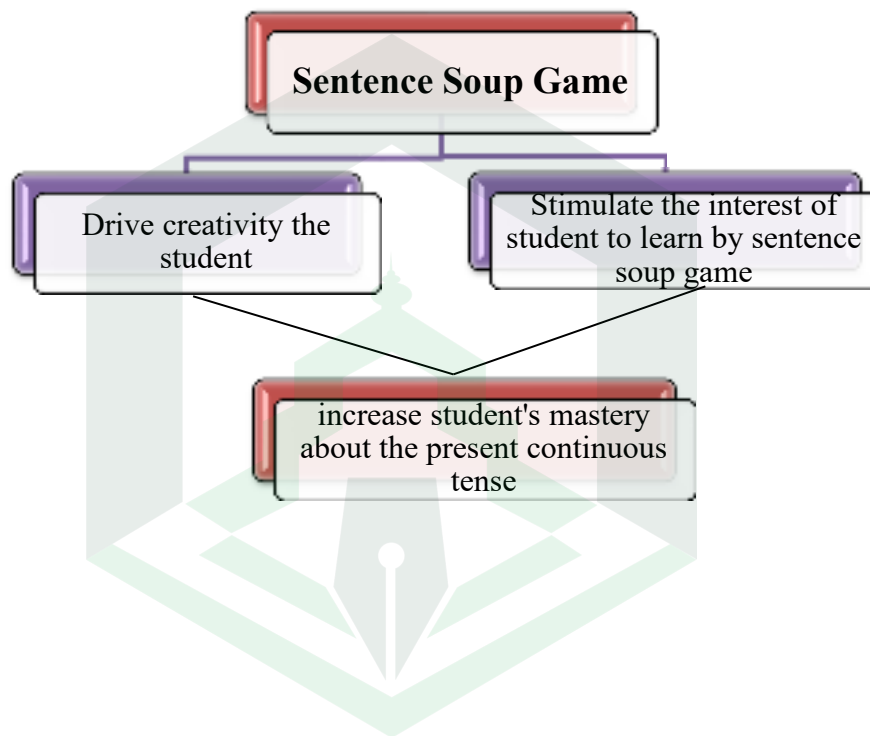 Sentence Soup Game
Drive creativity the
student
Stimulate the interest of
student to learn by sentence
soup game
increase student's mastery
about the present continuous
tense